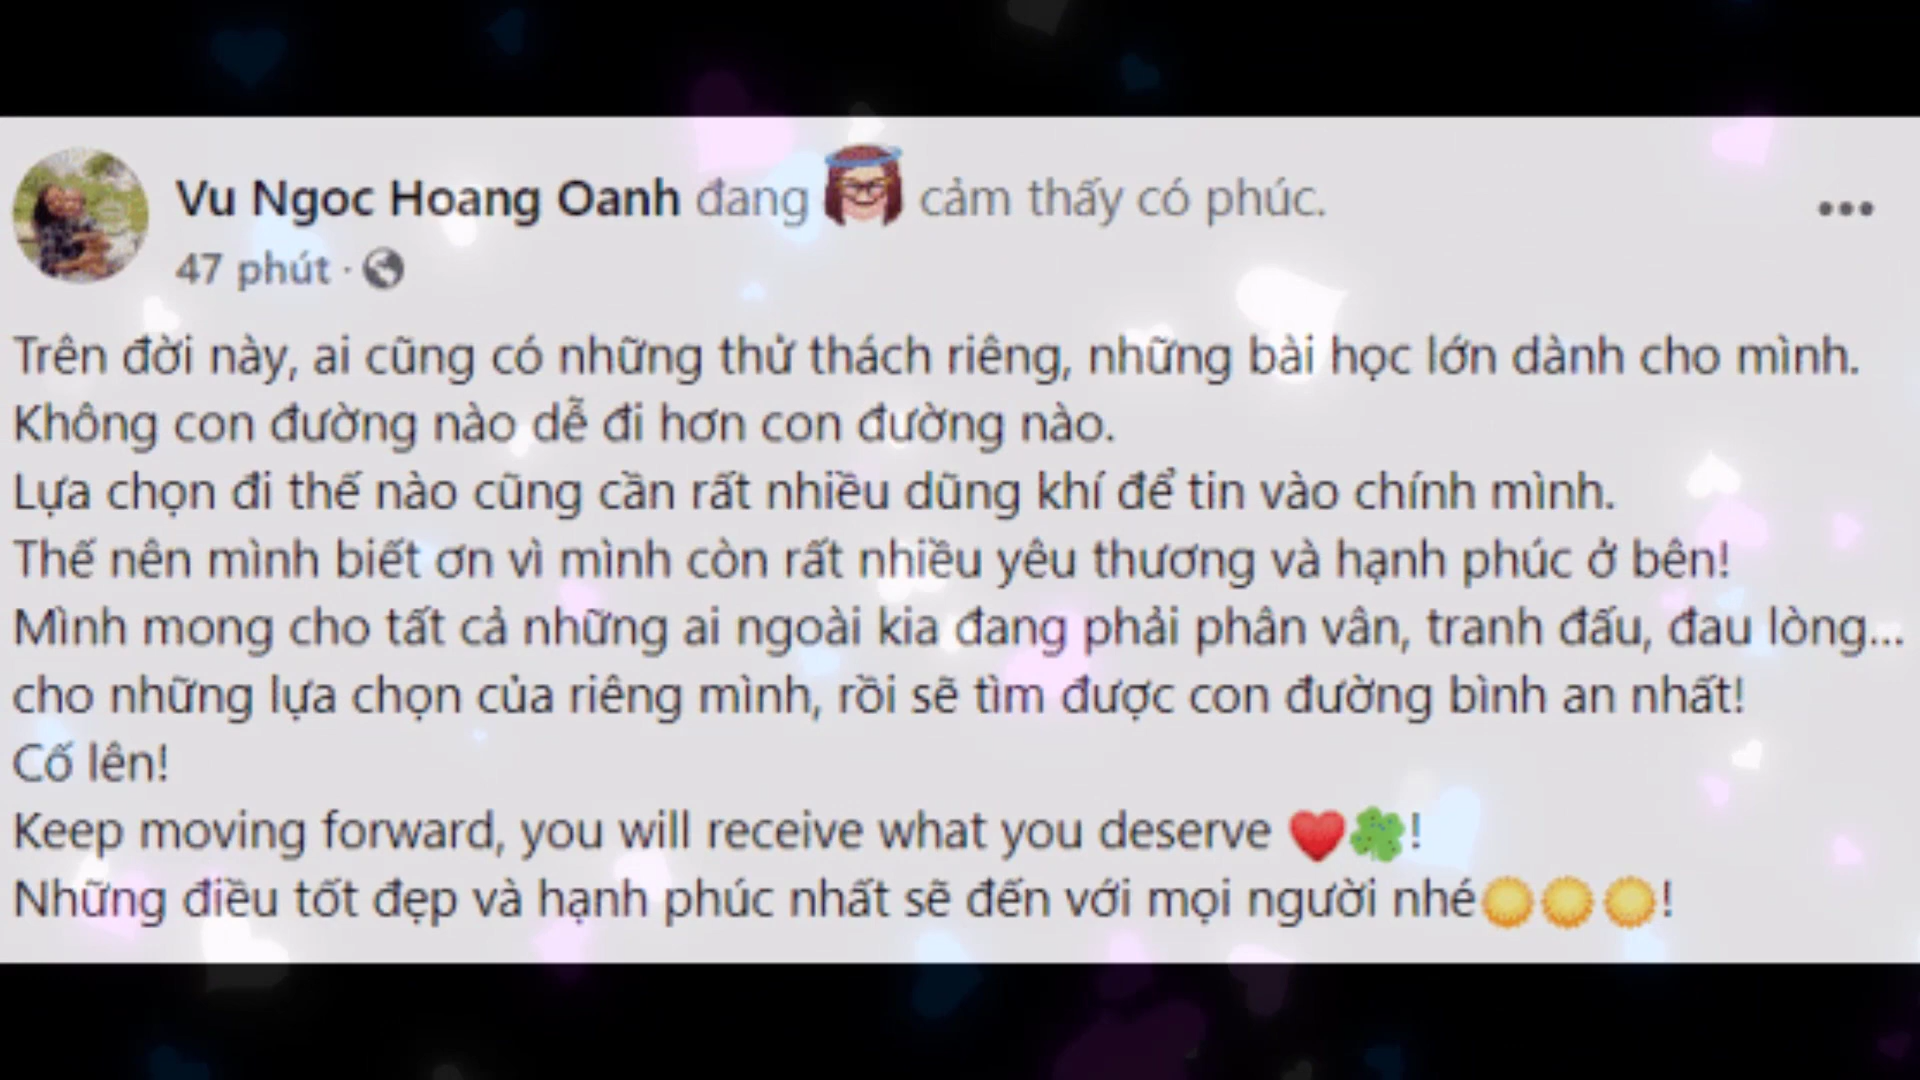 Vu Ngoc Hoang Oanh đang cảm thấy có phúc.
47 phút ·
Trên đời này, ai cũng có những thử thách riêng, những bài học lớn dành cho mình.
Không con đường nào dễ đi hơn con đường nào.
Lựa chọn đi thế nào cũng cần rất nhiều dũng khí để tin vào chính mình.
Thế nên mình biết ơn vì mình còn rất nhiều yêu thương và hạnh phúc ở bên!
Mình mong cho tất cả những ai ngoài kia đang phải phân vân, tranh đấu, đau lòng...
cho những lựa chọn của riêng mình, rồi sẽ tìm được con đường bình an nhất!
Cố lên!
Keep moving forward, you will receive what you deserve ❤️🍀!
Những điều tốt đẹp và hạnh phúc nhất sẽ đến với mọi người nhé🌼🌼🌼!